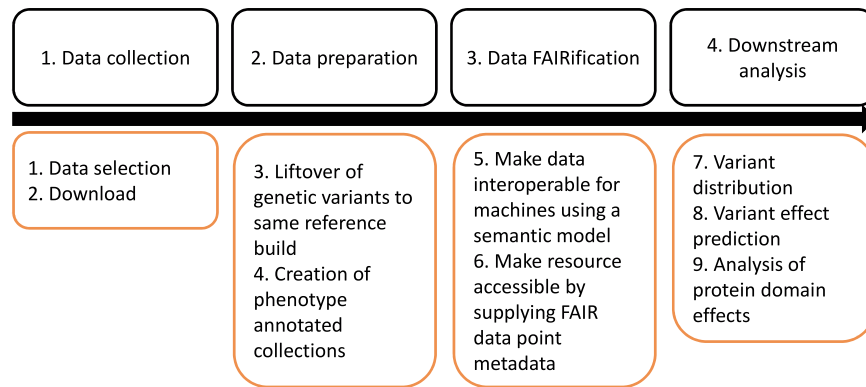 1. Data collection
2. Data preparation
3. Data FAIRification
4. Downstream
analysis
1. Data selection
2. Download
3. Liftover of
genetic variants to
same reference
build
4. Creation of
phenotype
annotated
collections
5. Make data
interoperable for
machines using a
semantic model
6. Make resource
accessible by
supplying FAIR
data point
metadata
7. Variant
distribution
8. Variant effect
prediction
9. Analysis of
protein domain
effects